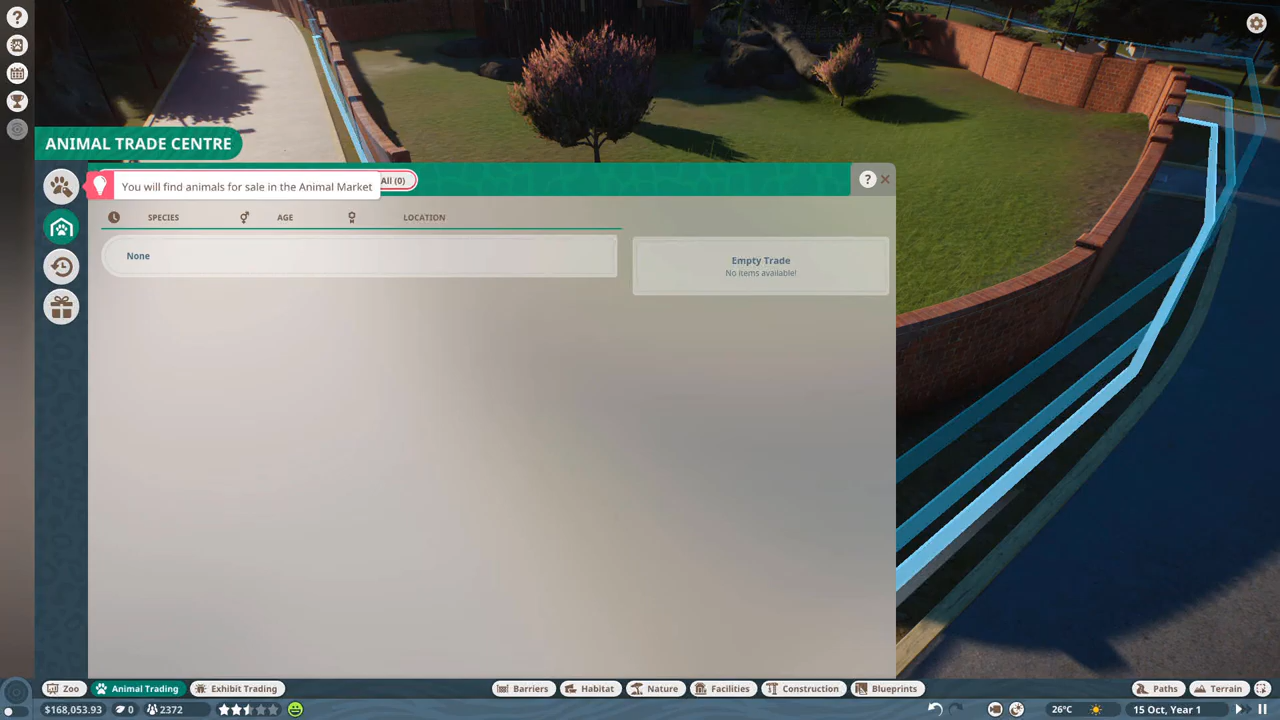 ANIMAL TRADE CENTRE
You will find animals for sale in the Animal Market
All (0)
?
SPECIES AGE LOCATION
None
Empty Trade
No items available!
Zoo Animal Trading Exhibit Trading Barriers Habitat Nature Facilities Construction Blueprints Paths Terrain
$168,053.93 0 2372 26°C 15 Oct, Year 1